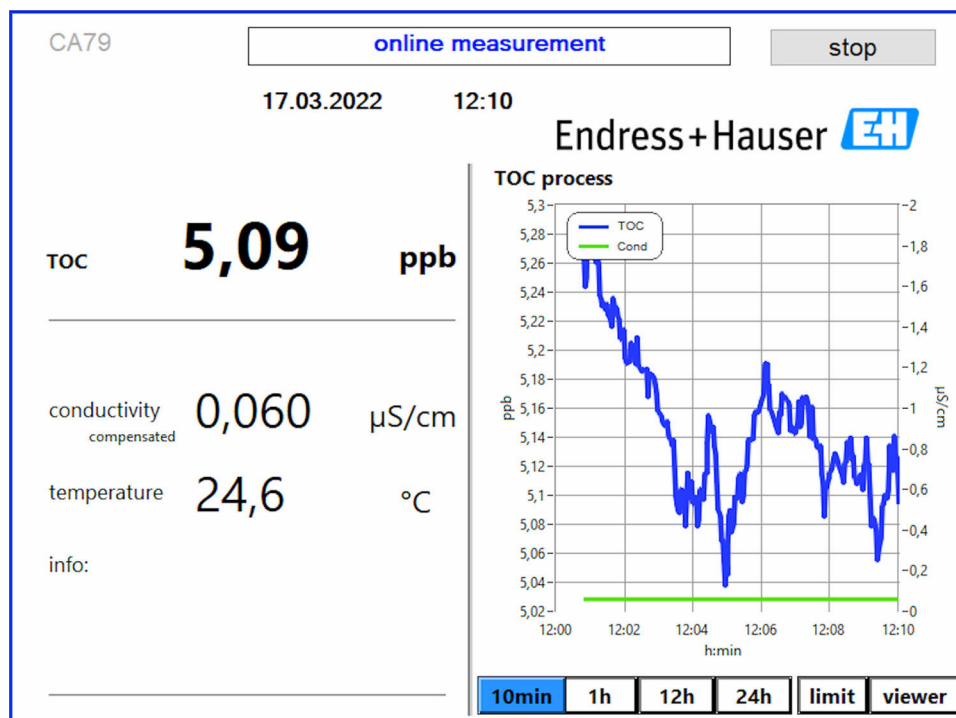 CA79
online measurement
stop
17.03.2022 12:10
Endress+Hauser EH
TOC 5,09 ppb
conductivity compensated 0,060 µS/cm
temperature 24,6 °C
info:
TOC process
TOC
Cond
5,3
5,28
5,26
5,24
5,22
5,2
5,18
5,16
5,14
5,12
5,1
5,08
5,06
5,04
5,02
ppb
2
1,8
1,6
1,4
1,2
1
0,8
0,6
0,4
0,2
0
µS/cm
12:00 12:02 12:04 12:06 12:08 12:10
h:min
10min 1h 12h 24h limit viewer